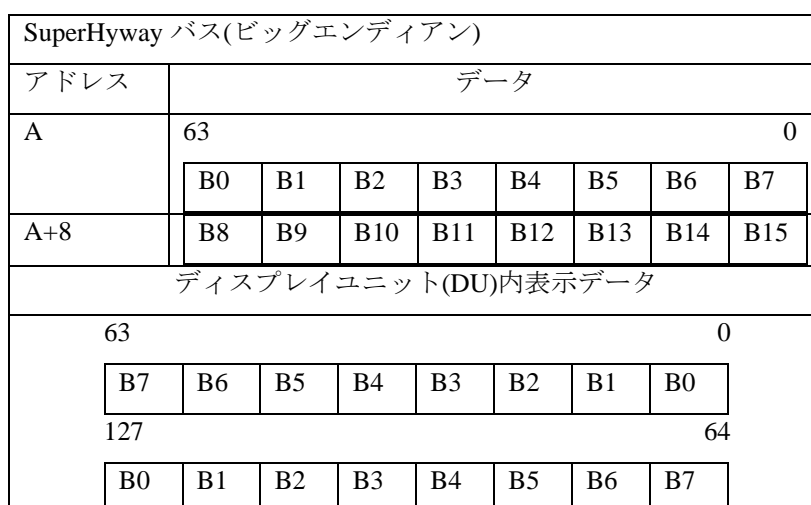 SuperHyway バス(ビッグエンディアン)
アドレス データ
A 63 0
B0 B1 B2 B3 B4 B5 B6 B7
A+8 B8 B9 B10 B11 B12 B13 B14 B15
ディスプレイユニット(DU)内表示データ
63 0
B7 B6 B5 B4 B3 B2 B1 B0
127 64
B0 B1 B2 B3 B4 B5 B6 B7